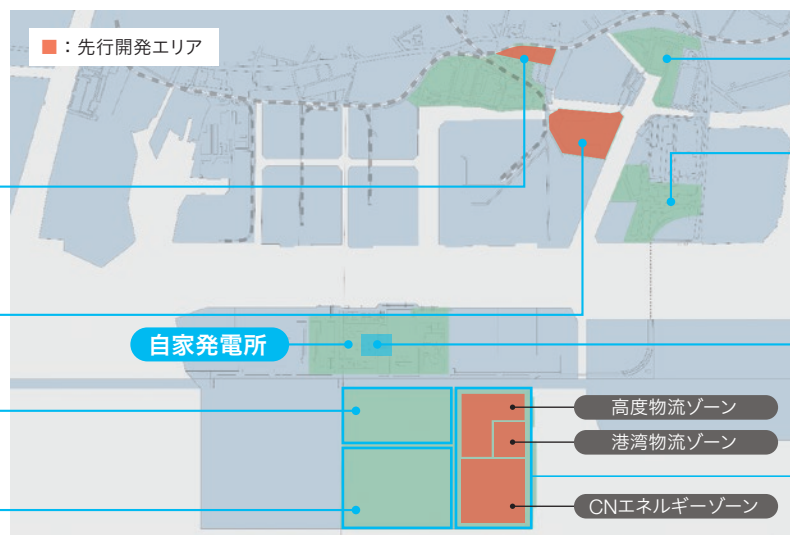 ■：先行開発エリア
自家発電所
高度物流ゾーン
港湾物流ゾーン
CNエネルギーゾーン